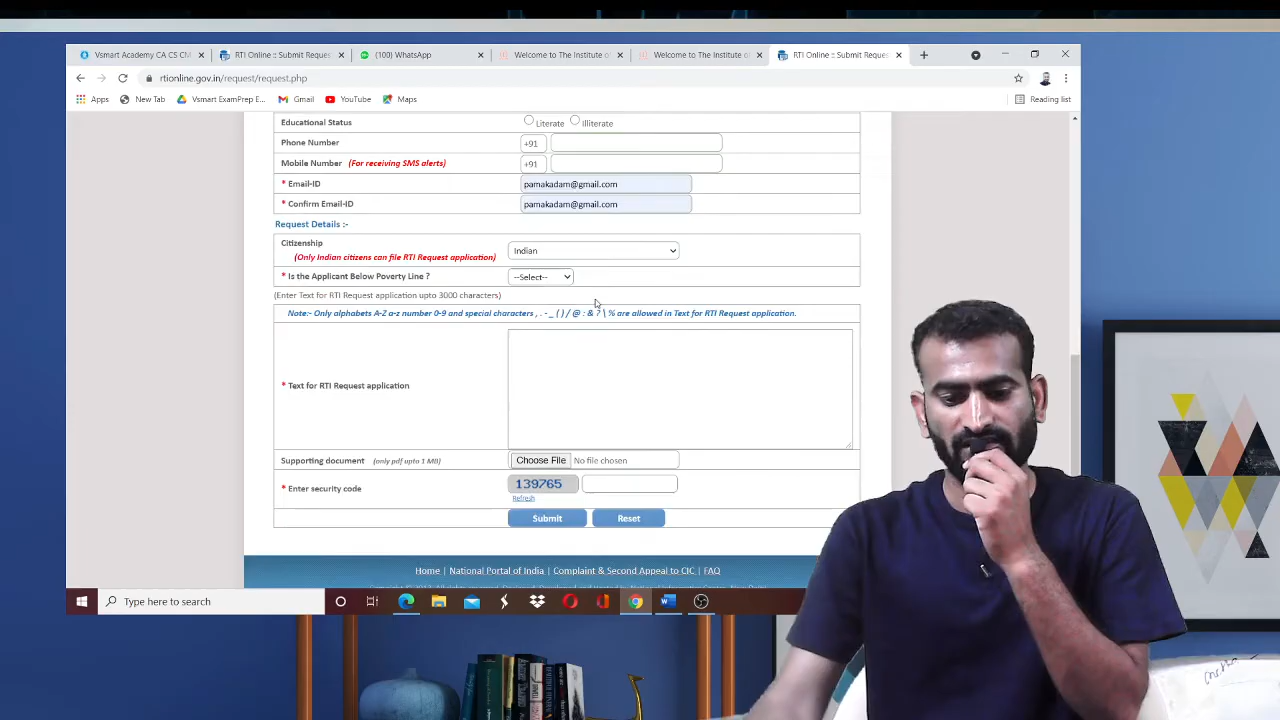 Vsmart Academy CA CS CM
RTI Online :: Submit Reques
(100) WhatsApp
Welcome to The Institute o
Welcome to The Institute o
RTI Online :: Submit Reques
rtionline.gov.in/request/request.php
Apps
New Tab
Vsmart ExamPrep E...
Gmail
YouTube
Maps
Reading list
Educational Status
Literate
Illiterate
Phone Number
+91
Mobile Number (For receiving SMS alerts)
+91
* Email-ID
pamakadam@gmail.com
* Confirm Email-ID
pamakadam@gmail.com
Request Details :-
Citizenship
(Only Indian citizens can file RTI Request application)
Indian
* Is the Applicant Below Poverty Line ?
--Select--
(Enter Text for RTI Request application upto 3000 characters)
Note:- Only alphabets A-Z a-z number 0-9 and special characters , . - _ ( ) / @ : & ? \ % are allowed in Text for RTI Request application.
* Text for RTI Request application
Supporting document (only pdf upto 1 MB)
Choose File No file chosen
* Enter security code
139765
Refresh
Submit
Reset
Home | National Portal of India | Complaint & Second Appeal to CIC | FAQ
Type here to search